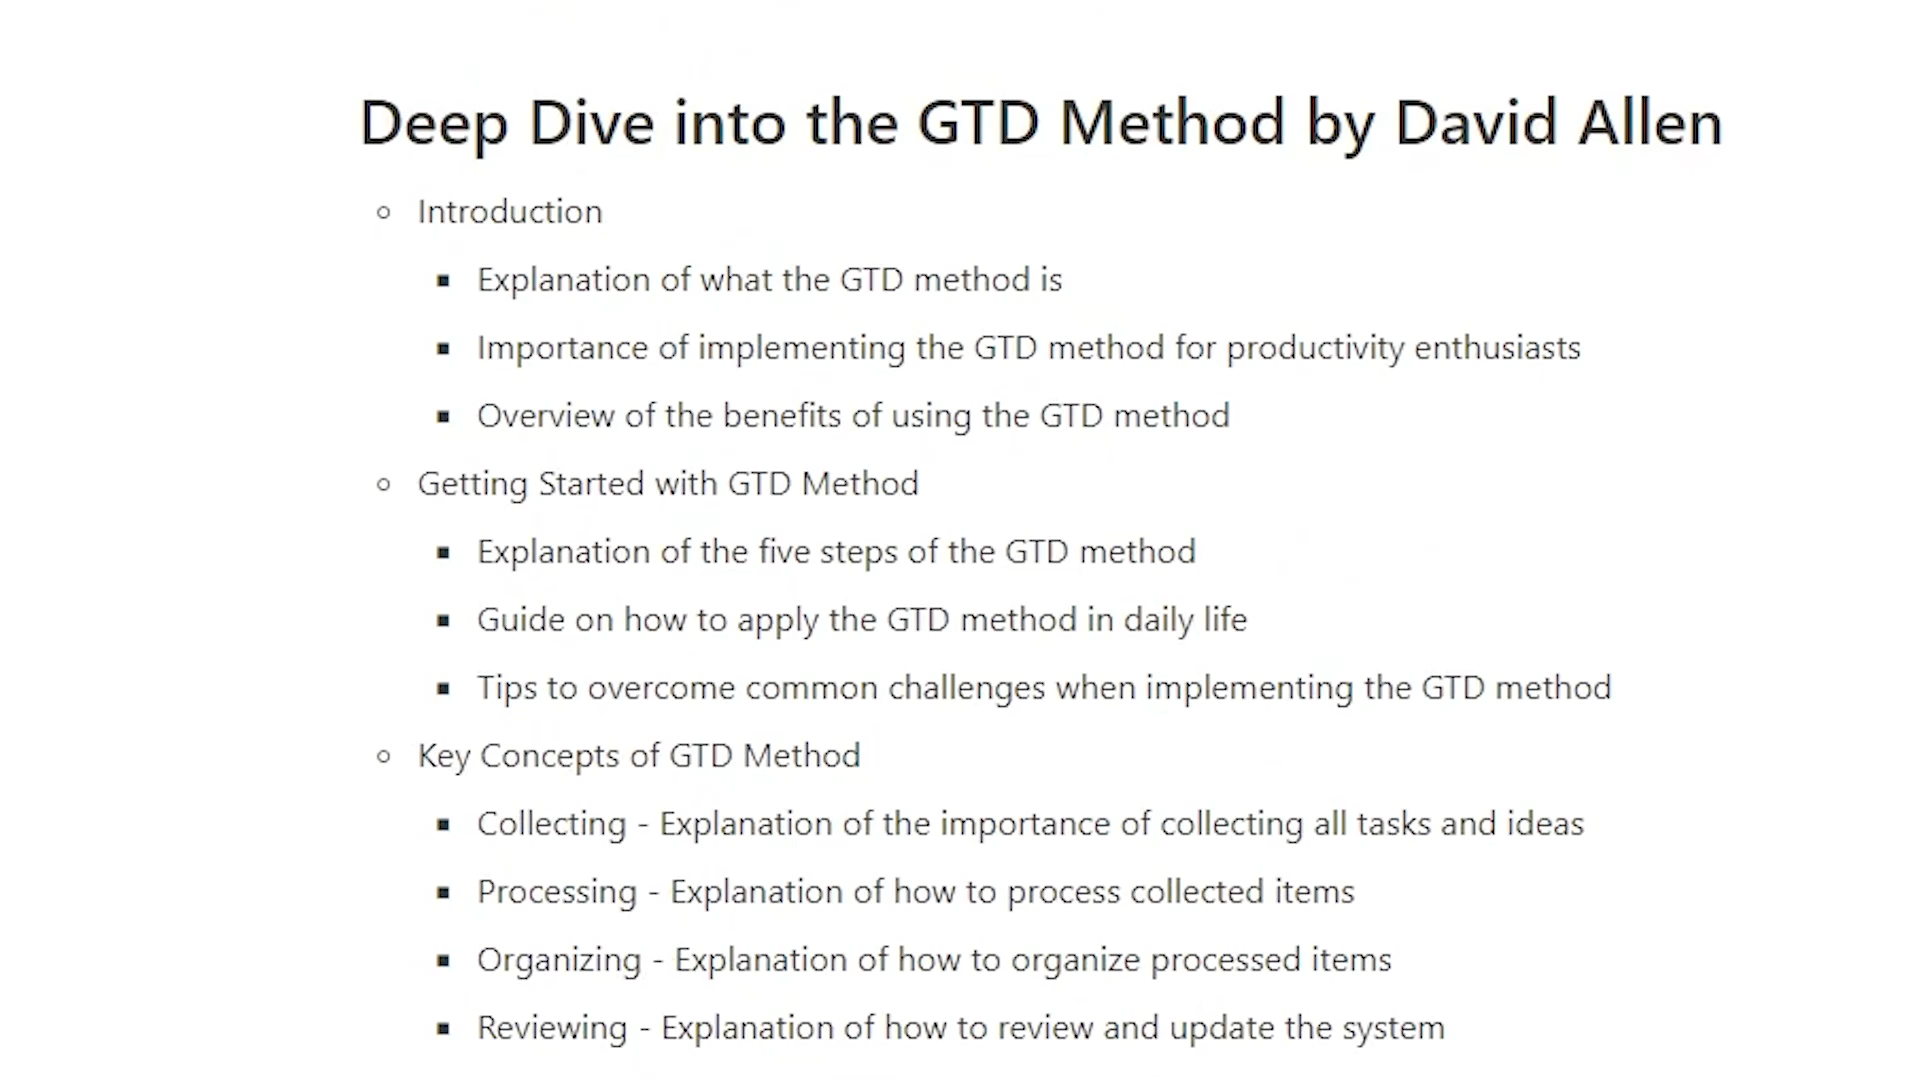 Deep Dive into the GTD Method by David Allen
Introduction
Explanation of what the GTD method is
Importance of implementing the GTD method for productivity enthusiasts
Overview of the benefits of using the GTD method
Getting Started with GTD Method
Explanation of the five steps of the GTD method
Guide on how to apply the GTD method in daily life
Tips to overcome common challenges when implementing the GTD method
Key Concepts of GTD Method
Collecting - Explanation of the importance of collecting all tasks and ideas
Processing - Explanation of how to process collected items
Organizing - Explanation of how to organize processed items
Reviewing - Explanation of how to review and update the system